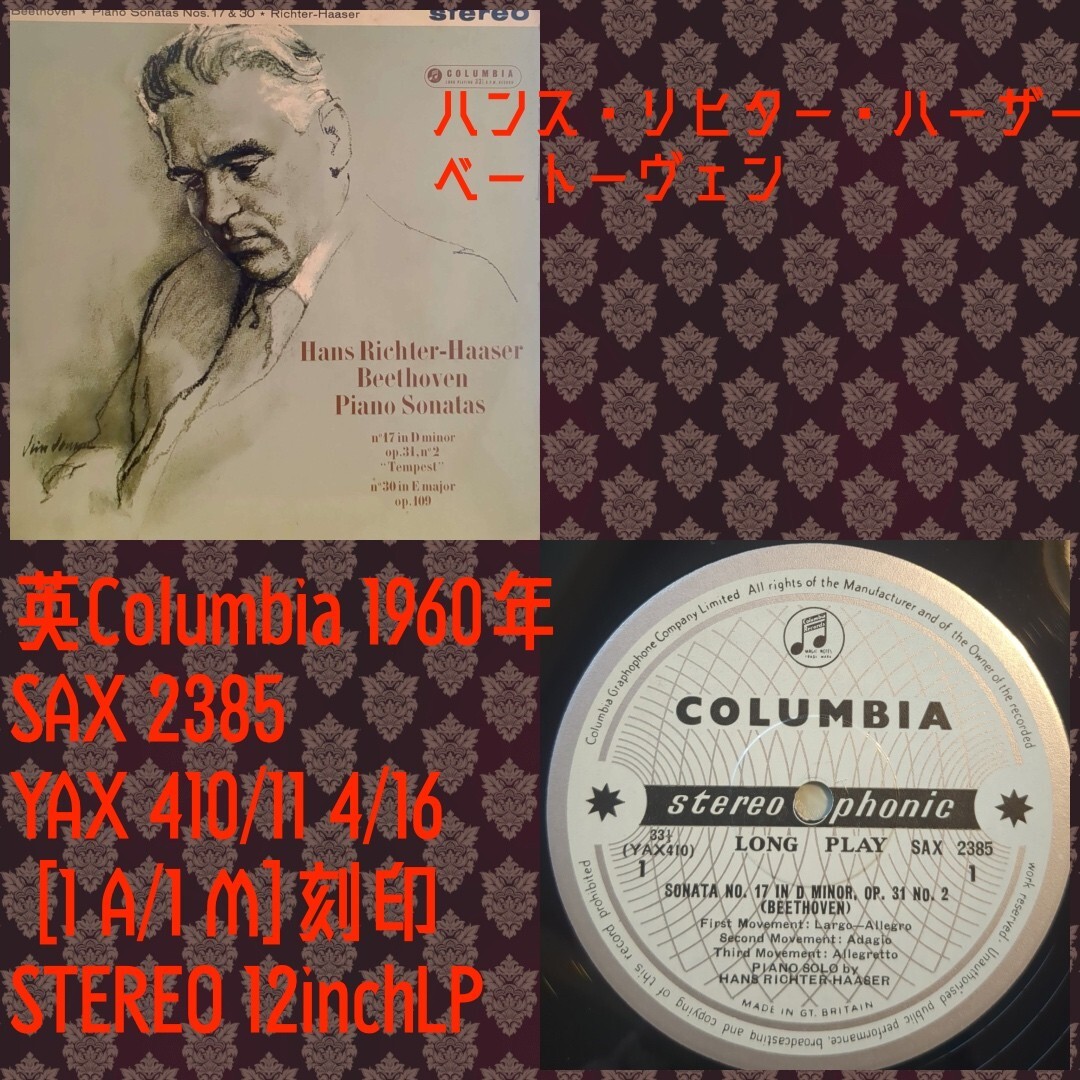 Beethoven • Piano Sonatas Nos. 17 & 30 • Richter-Haaser
stereo
COLUMBIA
ハンス・リヒター・ハーザー
ベートーヴェン
Hans Richter-Haaser
Beethoven
Piano Sonatas
nº17 in D minor
op.31, nº2
"Tempest"
nº30 in E major
op.109
英Columbia 1960年
SAX 2385
YAX 410/11 4/16
[1 A/1 M]刻印
STEREO 12inchLP
Columbia Graphophone Company Limited All rights of the Manufacturer and of the Owner of the recorded work reserved. Unauthorised public performance, broadcasting and copying of this record prohibited
COLUMBIA
stereo phonic
33⅓
(YAX410)
LONG PLAY
SAX 2385
1
1
SONATA NO. 17 IN D MINOR, OP. 31 NO. 2
(BEETHOVEN)
First Movement: Largo—Allegro
Second Movement: Adagio
Third Movement: Allegretto
PIANO SOLO by
HANS RICHTER-HAASER
MADE IN GT. BRITAIN